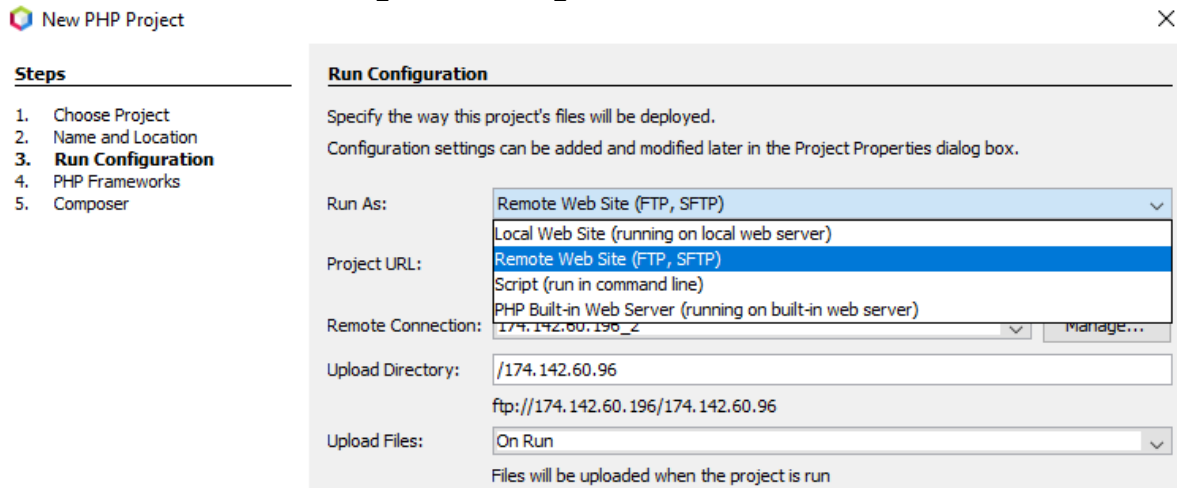 New PHP Project
Steps
1. Choose Project
2. Name and Location
3. Run Configuration
4. PHP Frameworks
5. Composer
Run Configuration
Specify the way this project's files will be deployed.
Configuration settings can be added and modified later in the Project Properties dialog box.
Run As: Remote Web Site (FTP, SFTP)
Local Web Site (running on local web server)
Remote Web Site (FTP, SFTP)
Script (run in command line)
PHP Built-in Web Server (running on built-in web server)
Project URL:
Remote Connection: 174.142.60.196_2 Manage...
Upload Directory: /174.142.60.96
ftp://174.142.60.196/174.142.60.96
Upload Files: On Run
Files will be uploaded when the project is run